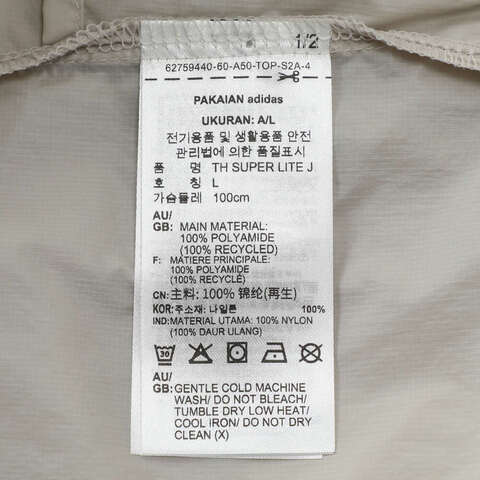 1/2
62759440-60-A50-TOP-S2A-4
PAKAIAN adidas
UKURAN: A/L
전기용품 및 생활용품 안전
관리법에 의한 품질표시
품 명 TH SUPER LITE J
호 칭 L
가슴둘레 100cm
AU/
GB: MAIN MATERIAL:
100% POLYAMIDE
(100% RECYCLED)
F: MATIERE PRINCIPALE:
100% POLYAMIDE
(100% RECYCLÉ)
CN: 主料: 100% 锦纶(再生)
KOR: 주소재: 나일론 100%
IND: MATERIAL UTAMA: 100% NYLON
(100% DAUR ULANG)
30
AU/
GB: GENTLE COLD MACHINE
WASH/ DO NOT BLEACH/
TUMBLE DRY LOW HEAT/
COOL IRON/ DO NOT DRY
CLEAN (X)